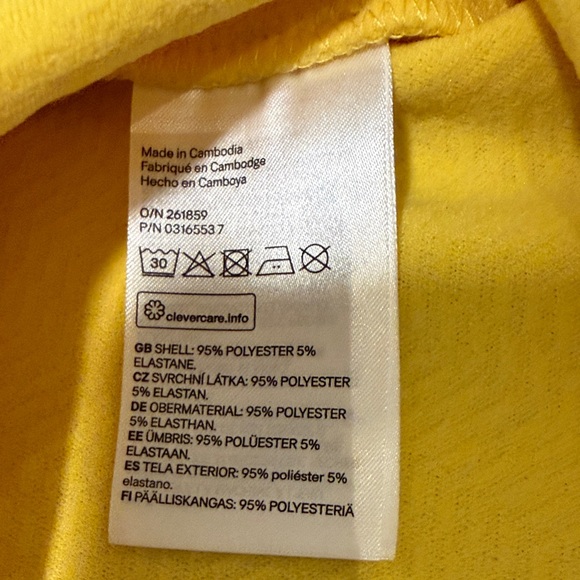 Made in Cambodia
Fabriqué en Cambodge
Hecho en Camboya
O/N 261859
P/N 03165537
30
clevercare.info
GB SHELL: 95% POLYESTER 5%
ELASTANE.
CZ SVRCHNÍ LÁTKA: 95% POLYESTER
5% ELASTAN.
DE OBERMATERIAL: 95% POLYESTER
5% ELASTHAN.
EE ÜMBRIS: 95% POLÜESTER 5%
ELASTAAN.
ES TELA EXTERIOR: 95% poliéster 5%
elastano.
FI PÄÄLLISKANGAS: 95% POLYESTERIÄ